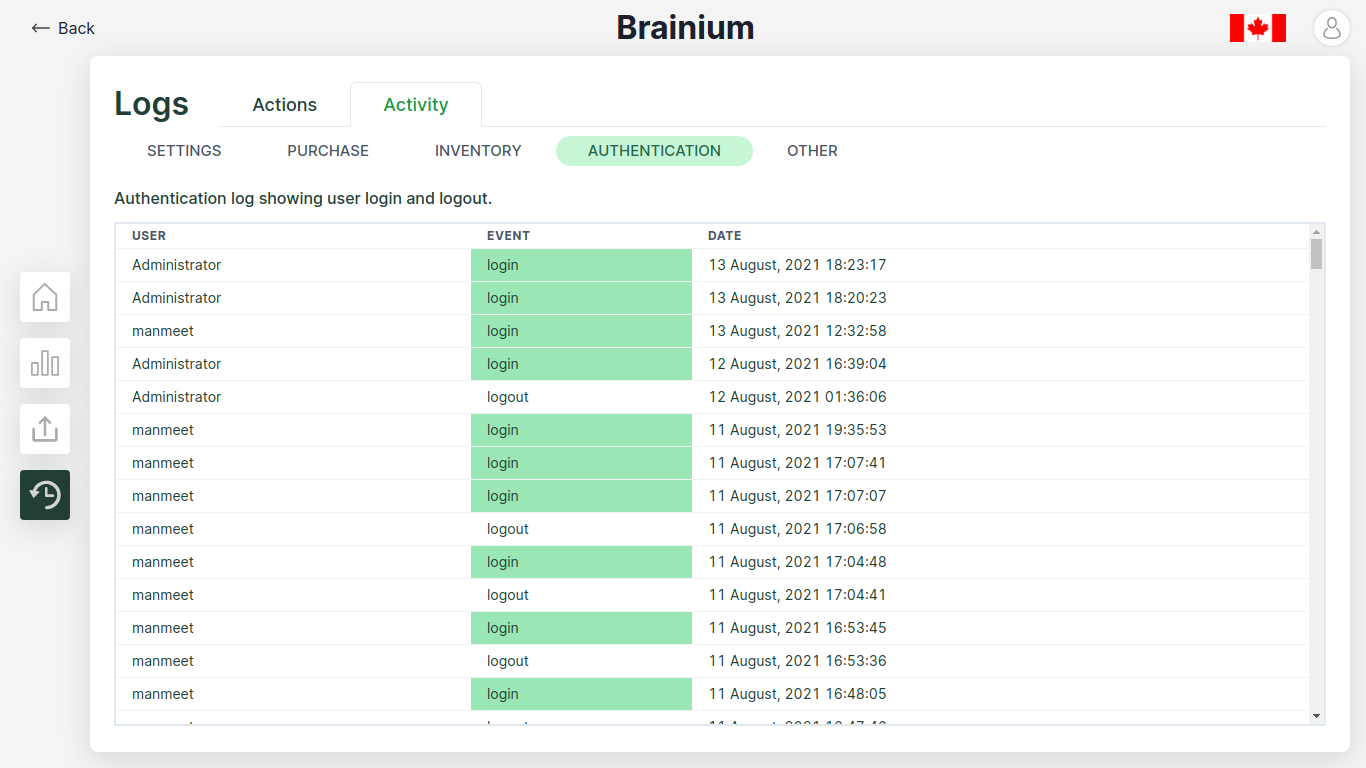 Back
Brainium
Logs Actions Activity
SETTINGS PURCHASE INVENTORY AUTHENTICATION OTHER
Authentication log showing user login and logout.
USER EVENT DATE
Administrator login 13 August, 2021 18:23:17
Administrator login 13 August, 2021 18:20:23
manmeet login 13 August, 2021 12:32:58
Administrator login 12 August, 2021 16:39:04
Administrator logout 12 August, 2021 01:36:06
manmeet login 11 August, 2021 19:35:53
manmeet login 11 August, 2021 17:07:41
manmeet login 11 August, 2021 17:07:07
manmeet logout 11 August, 2021 17:06:58
manmeet login 11 August, 2021 17:04:48
manmeet logout 11 August, 2021 17:04:41
manmeet login 11 August, 2021 16:53:45
manmeet logout 11 August, 2021 16:53:36
manmeet login 11 August, 2021 16:48:05